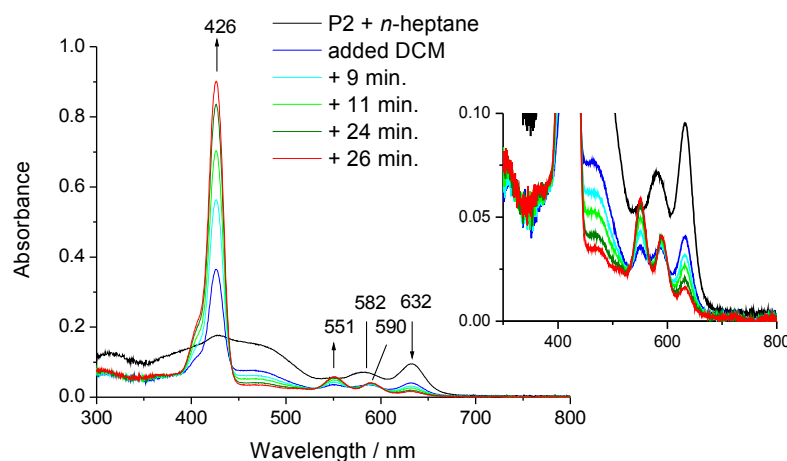 426
P2 + n-heptane
added DCM
+ 9 min.
+ 11 min.
+ 24 min.
+ 26 min.
1.0
0.8
0.6
0.4
0.2
0.0
Absorbance
551
582
590
632
300 400 500 600 700 800
Wavelength / nm
0.10
0.05
0.00
400 600 800